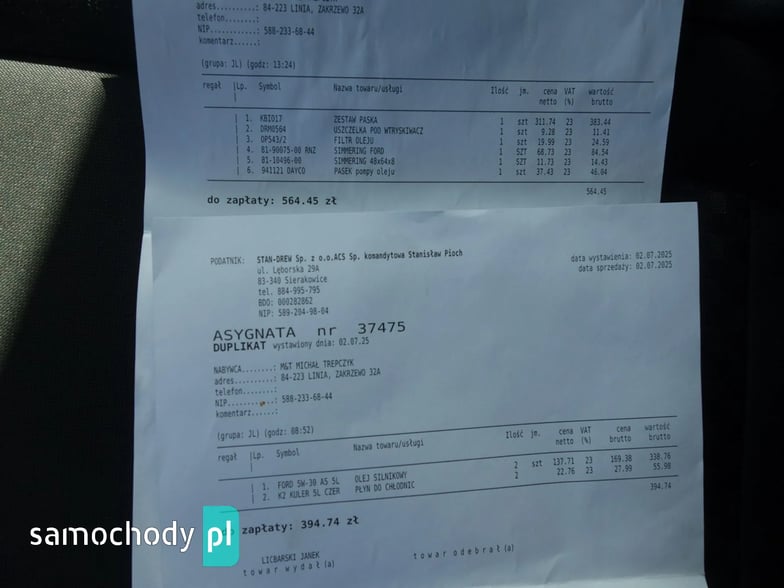 adres..........: 84-223 LINIA, ZAKRZEWO 32A
telefon........:
NIP............: 588-233-68-44
komentarz......:
(grupa: JL) (godz: 13:24)
regał |Lp. Symbol Nazwa towaru/usługi Ilość jm. cena netto VAT (%) wartość brutto
| 1. KBIO17 ZESTAW PASKA 1 szt 311.74 23 383.44
| 2. DRM0564 USZCZELKA POD WTRYSKIWACZ 1 szt 9.28 23 11.41
| 3. OP543/2 FILTR OLEJU 1 szt 19.99 23 24.59
| 4. 81-90075-00 RNZ SIMMERING FORD 1 SZT 68.73 23 84.54
| 5. 81-10496-00 SIMMERING 48x64x8 1 SZT 11.73 23 14.43
| 6. 941121 DAYCO PASEK pompy oleju 1 szt 37.43 23 46.04
564.45
do zapłaty: 564.45 zł
PODATNIK: STAN-DREW Sp. z o.o.ACS Sp. komandytowa Stanisław Pioch
ul. Lęborska 29A
83-340 Sierakowice
tel. 884-995-795
BDO: 000282862
NIP: 589-204-98-04
data wystawienia: 02.07.2025
data sprzedaży: 02.07.2025
ASYGNATA nr 37475
DUPLIKAT wystawiony dnia: 02.07.25
NABYWCA........: M&T MICHAŁ TREPCZYK
adres..........: 84-223 LINIA, ZAKRZEWO 32A
telefon........:
NIP............: 588-233-68-44
komentarz......:
(grupa: JL) (godz: 08:52)
regał |Lp. Symbol Nazwa towaru/usługi Ilość jm. cena netto VAT (%) cena brutto wartość brutto
| 1. FORD 5W-30 A5 5L OLEJ SILNIKOWY 2 szt 137.71 23 169.38 338.76
| 2. K2 KULER 5L CZER PŁYN DO CHŁODNIC 2 22.76 23 27.99 55.98
394.74
zapłaty: 394.74 zł
LICBARSKI JANEK
towar wydał(a) towar odebrał(a)
samochody pl